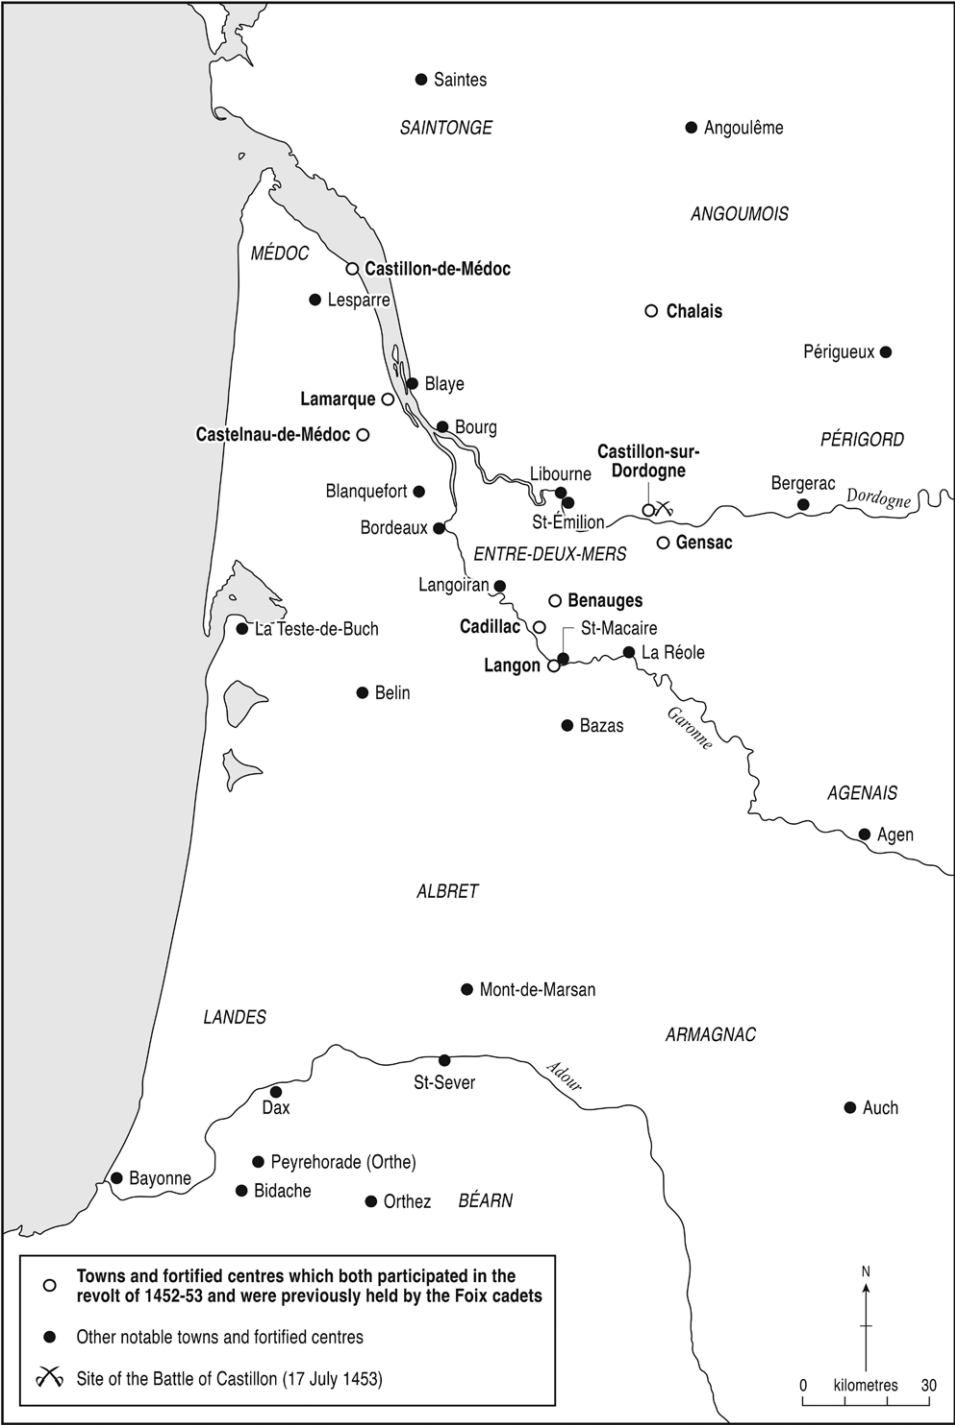 Saintes
SAINTONGE
Angoulême
ANGOUMOIS
MÉDOC
Castillon-de-Médoc
Lesparre
Chalais
Périgueux
Blaye
Lamarque
Bourg
Castelnau-de-Médoc
PÉRIGORD
Castillon-sur-
Dordogne
Libourne
Bergerac
Blanquefort
Dordogne
St-Émilion
Bordeaux
Gensac
ENTRE-DEUX-MERS
Langoiran
Benauges
Cadillac
St-Macaire
La Teste-de-Buch
La Réole
Langon
Belin
Bazas
Garonne
AGENAIS
Agen
ALBRET
Mont-de-Marsan
LANDES
ARMAGNAC
Adour
St-Sever
Dax
Auch
Peyrehorade (Orthe)
Bayonne
Bidache
Orthez
BÉARN
Towns and fortified centres which both participated in the
revolt of 1452-53 and were previously held by the Foix cadets
Other notable towns and fortified centres
Site of the Battle of Castillon (17 July 1453)
N
0 kilometres 30